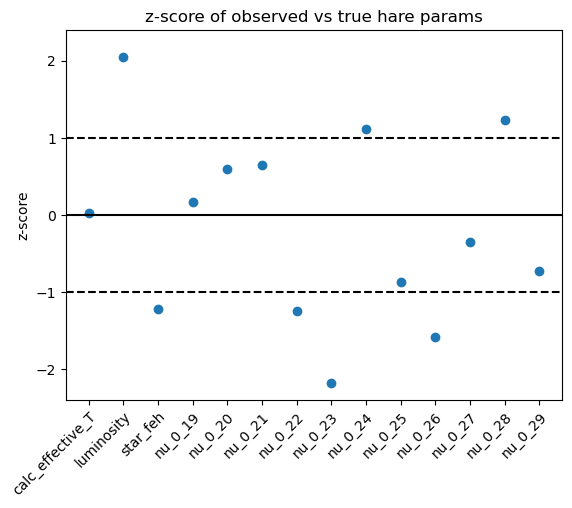 z-score of observed vs true hare params
z-score
2
1
0
−1
−2
calc_effective_T
luminosity
star_feh
nu_0_19
nu_0_20
nu_0_21
nu_0_22
nu_0_23
nu_0_24
nu_0_25
nu_0_26
nu_0_27
nu_0_28
nu_0_29